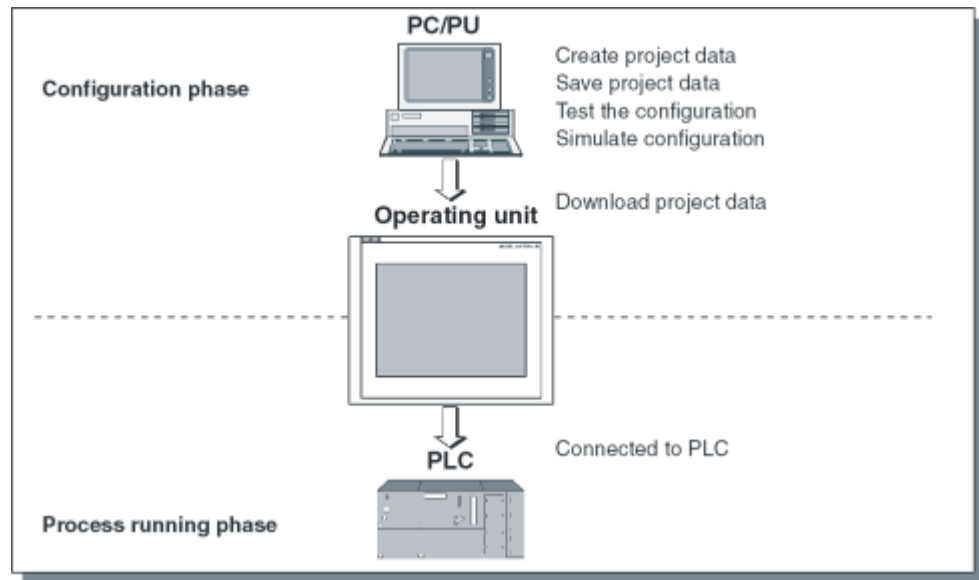 PC/PU
Configuration phase
Create project data
Save project data
Test the configuration
Simulate configuration
Operating unit
Download project data
Connected to PLC
PLC
Process running phase